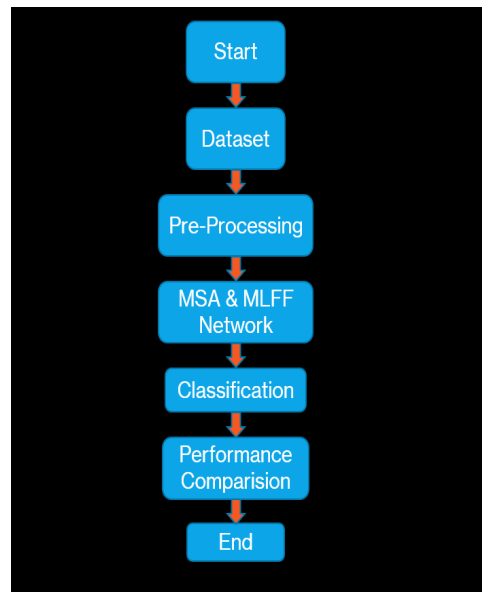 Start
Dataset
Pre-Processing
MSA & MLFF
Network
Classification
Performance
Comparision
End